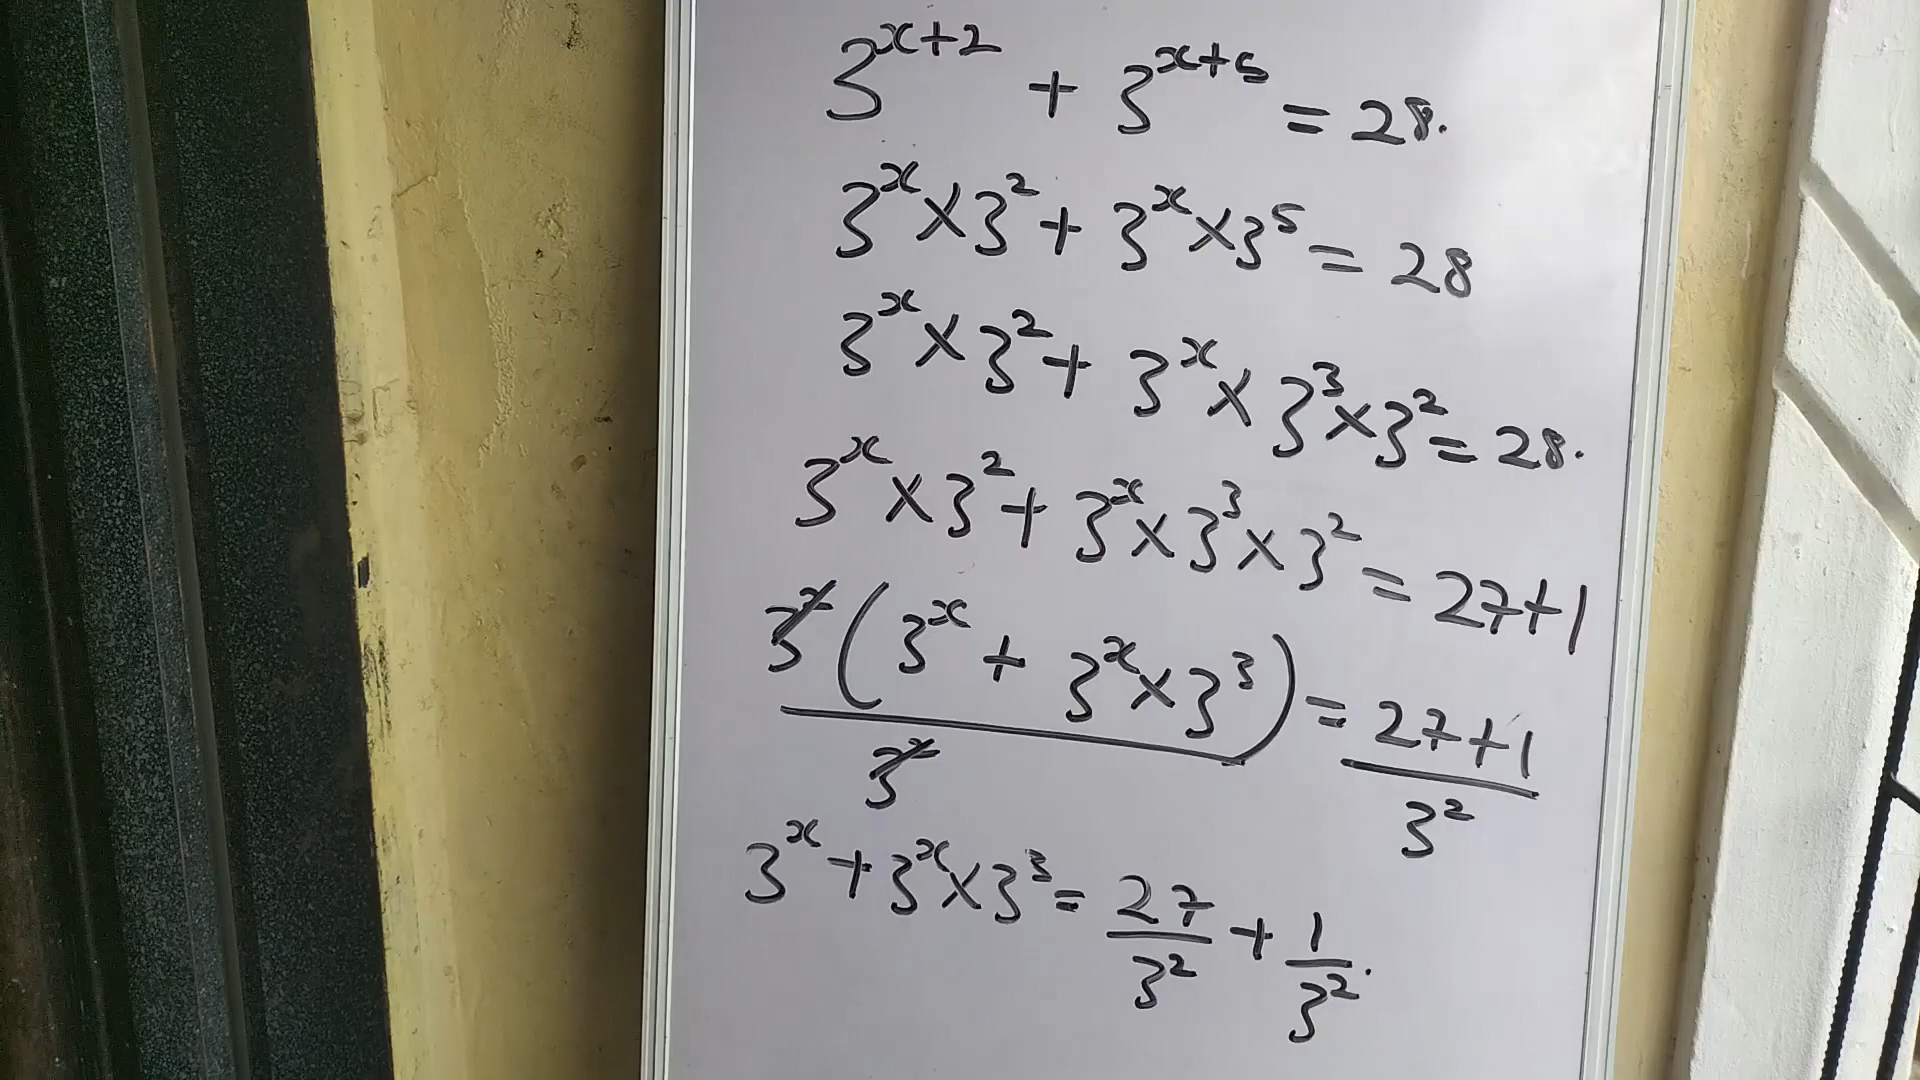 3^{x+2} + 3^{x+5} = 28.
3^x × 3^2 + 3^x × 3^5 = 28
3^x × 3^2 + 3^x × 3^3 × 3^2 = 28.
3^x × 3^2 + 3^x × 3^3 × 3^2 = 27+1
3^2 (3^x + 3^x × 3^3) / 3^2 = 27+1 / 3^2
3^x + 3^x × 3^3 = 27/3^2 + 1/3^2.